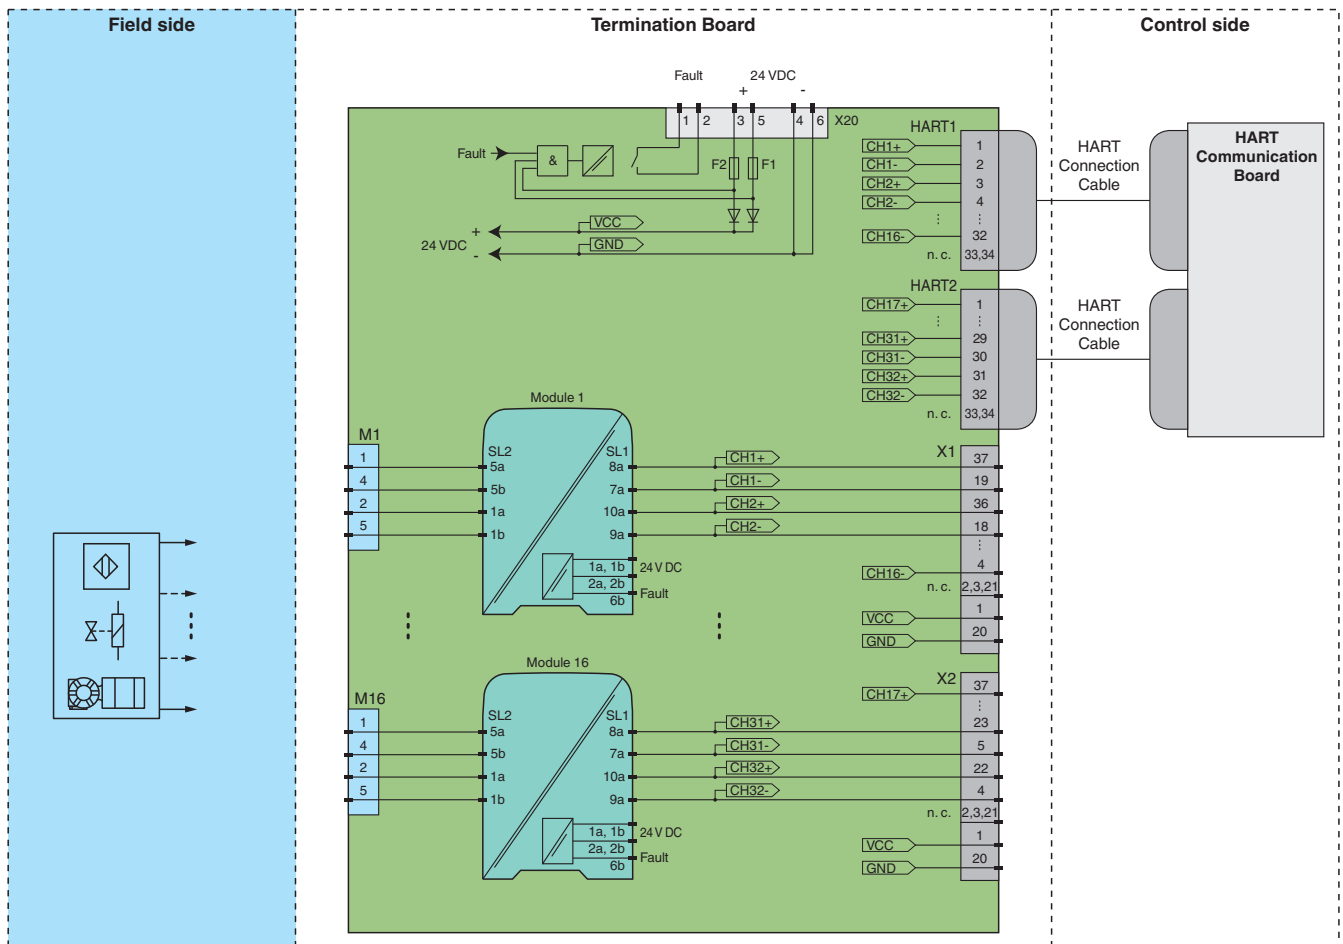 Field side
Termination Board
Control side
Fault 24 VDC
+ -
1 2 3 5 4 6 X20
Fault & F2 F1
VCC
+
24 VDC
-
GND
HART1
CH1+ 1
CH1- 2
CH2+ 3
CH2- 4
CH16- 32
n. c. 33,34
HART
Connection
Cable
HART
Communication
Board
HART2
CH17+ 1
CH31+ 29
CH31- 30
CH32+ 31
CH32- 32
n. c. 33,34
HART
Connection
Cable
Module 1
M1
SL2 SL1
X1
1 5a 8a CH1+ 37
4 5b 7a CH1- 19
2 1a 10a CH2+ 36
5 1b 9a CH2- 18
1a, 1b 24 V DC
2a, 2b
6b Fault
CH16- 4
n. c. 2,3,21
VCC 1
GND 20
Module 16
M16
SL2 SL1
X2
CH17+ 37
1 5a 8a CH31+ 23
4 5b 7a CH31- 5
2 1a 10a CH32+ 22
5 1b 9a CH32- 4
n. c. 2,3,21
1a, 1b 24 V DC
2a, 2b
6b Fault
VCC 1
GND 20